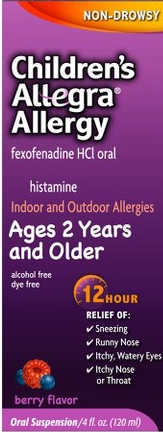 NON-DROWSY
Children's
Allegra®
Allergy
fexofenadine HCl oral
histamine
Indoor and Outdoor Allergies
Ages 2 Years
and Older
alcohol free
dye free
12 HOUR
RELIEF OF:
✓ Sneezing
✓ Runny Nose
✓ Itchy, Watery Eyes
✓ Itchy Nose
or Throat
berry flavor
Oral Suspension/4 fl oz. (120 ml)